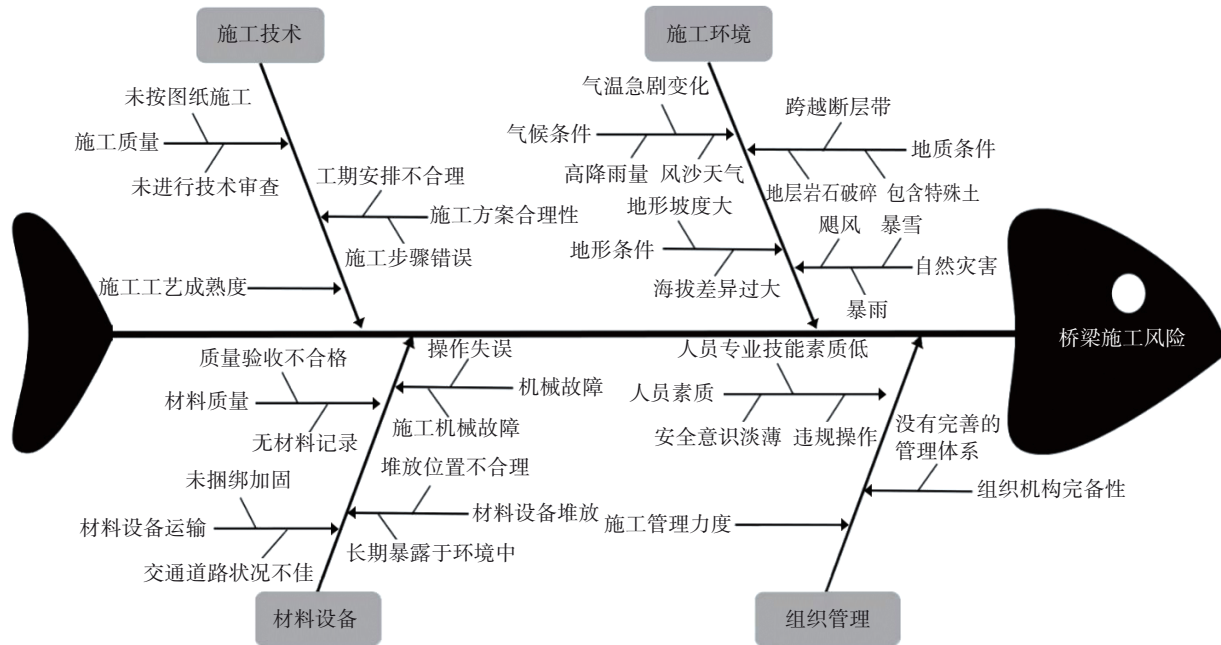 施工技术
未按图纸施工
施工质量
未进行技术审查
工期安排不合理
施工方案合理性
施工步骤错误
施工工艺成熟度
施工环境
气温急剧变化
气候条件
高降雨量
风沙天气
跨越断层带
地质条件
地层岩石破碎
包含特殊土
地形坡度大
地形条件
海拔差异过大
飓风
暴雪
自然灾害
暴雨
桥梁施工风险
质量验收不合格
材料质量
无材料记录
操作失误
机械故障
施工机械故障
未捆绑加固
材料设备运输
交通道路状况不佳
堆放位置不合理
材料设备堆放
长期暴露于环境中
材料设备
人员专业技能素质低
人员素质
安全意识淡薄
违规操作
没有完善的
管理体系
组织机构完备性
施工管理力度
组织管理